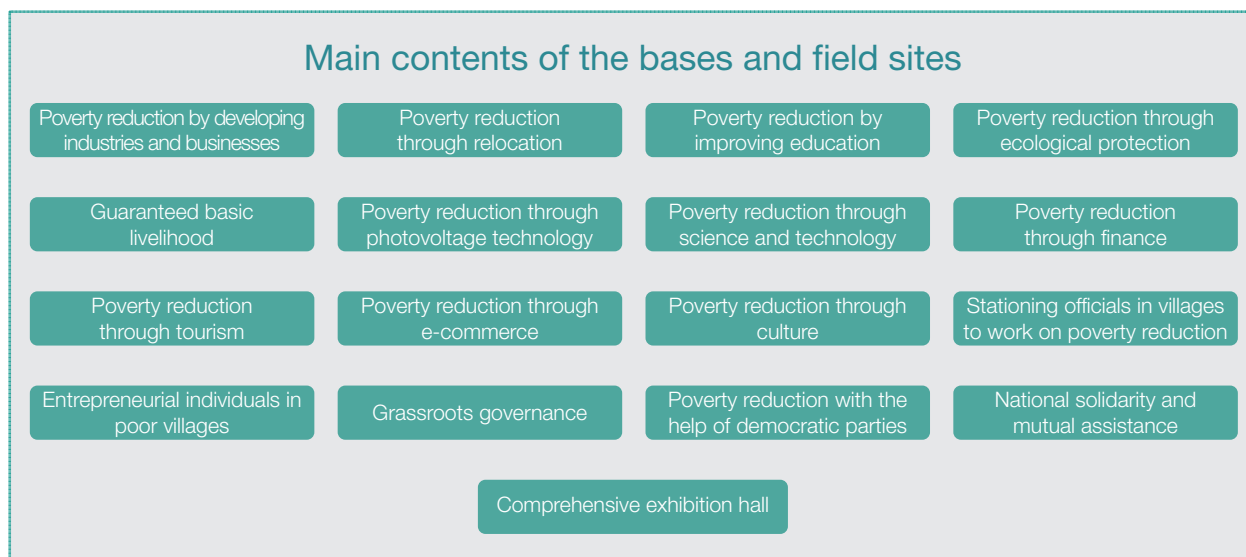 Main contents of the bases and field sites
Poverty reduction by developing
industries and businesses
Poverty reduction
through relocation
Poverty reduction by
improving education
Poverty reduction through
ecological protection
Guaranteed basic
livelihood
Poverty reduction through
photovoltage technology
Poverty reduction through
science and technology
Poverty reduction
through finance
Poverty reduction
through tourism
Poverty reduction through
e-commerce
Poverty reduction through
culture
Stationing officials in villages
to work on poverty reduction
Entrepreneurial individuals in
poor villages
Grassroots governance
Poverty reduction with the
help of democratic parties
National solidarity and
mutual assistance
Comprehensive exhibition hall